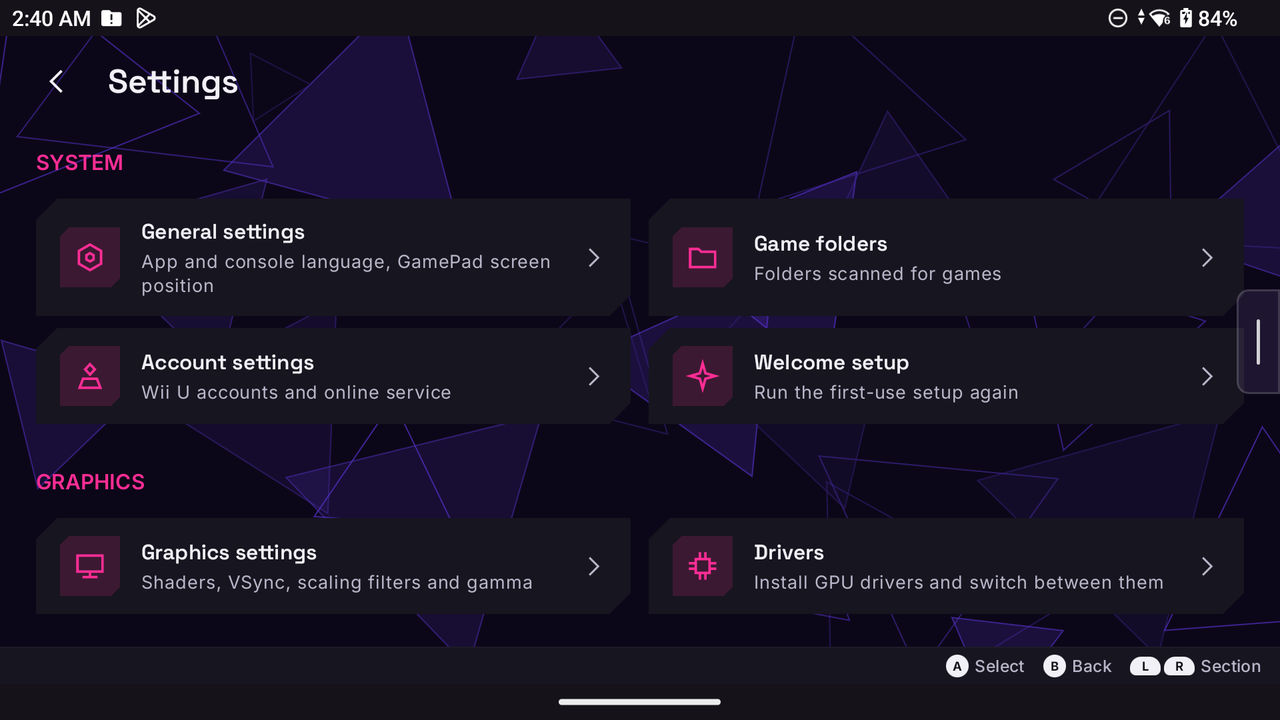 2:40 AM 84%
Settings
SYSTEM
General settings
App and console language, GamePad screen
position
Game folders
Folders scanned for games
Account settings
Wii U accounts and online service
Welcome setup
Run the first-use setup again
GRAPHICS
Graphics settings
Shaders, VSync, scaling filters and gamma
Drivers
Install GPU drivers and switch between them
A Select B Back L R Section